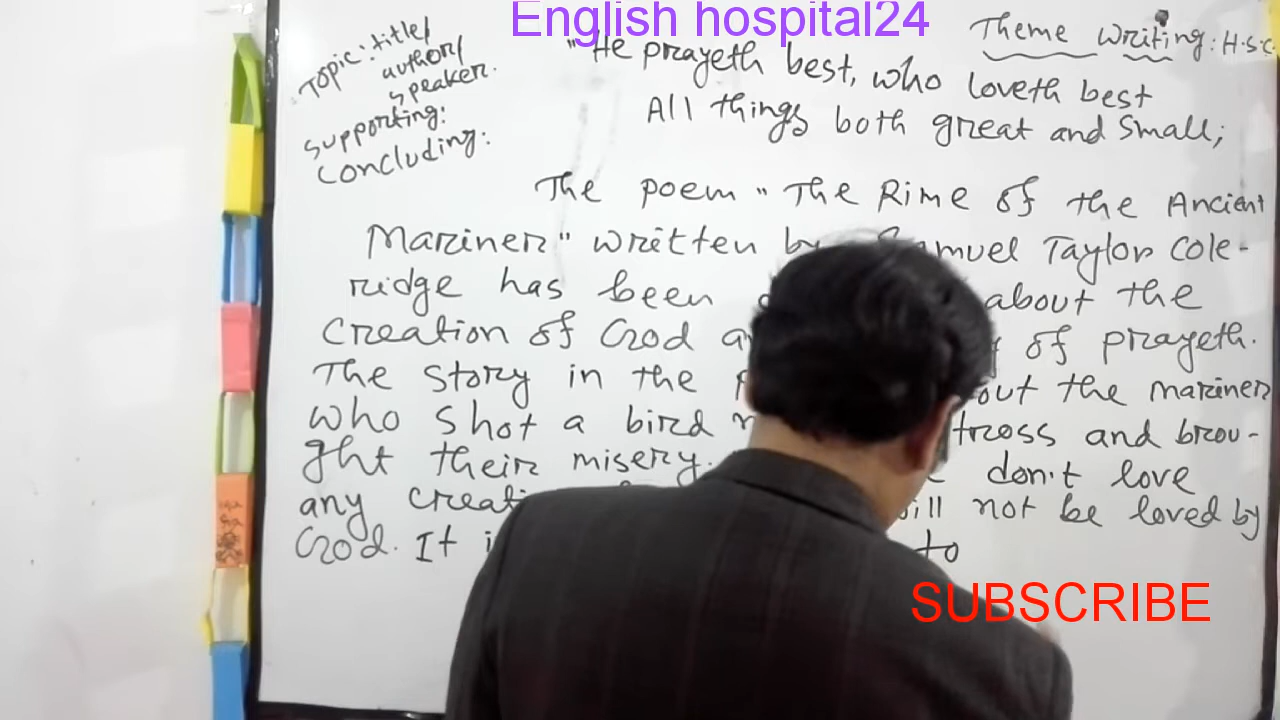 English hospital24
Theme writing: H.S.C.
Topic: title/
author/
speaker.
supporting:
concluding:
"He prayeth best, who loveth best
All things both great and small;
The poem "The Rime of the Ancient
Mariner" written by Samuel Taylor Cole-
ridge has been about the
creation of God of prayeth.
The story in the the mariner
who shot a bird and brou-
ght their misery. don't love
any not be loved by
God. It to
SUBSCRIBE